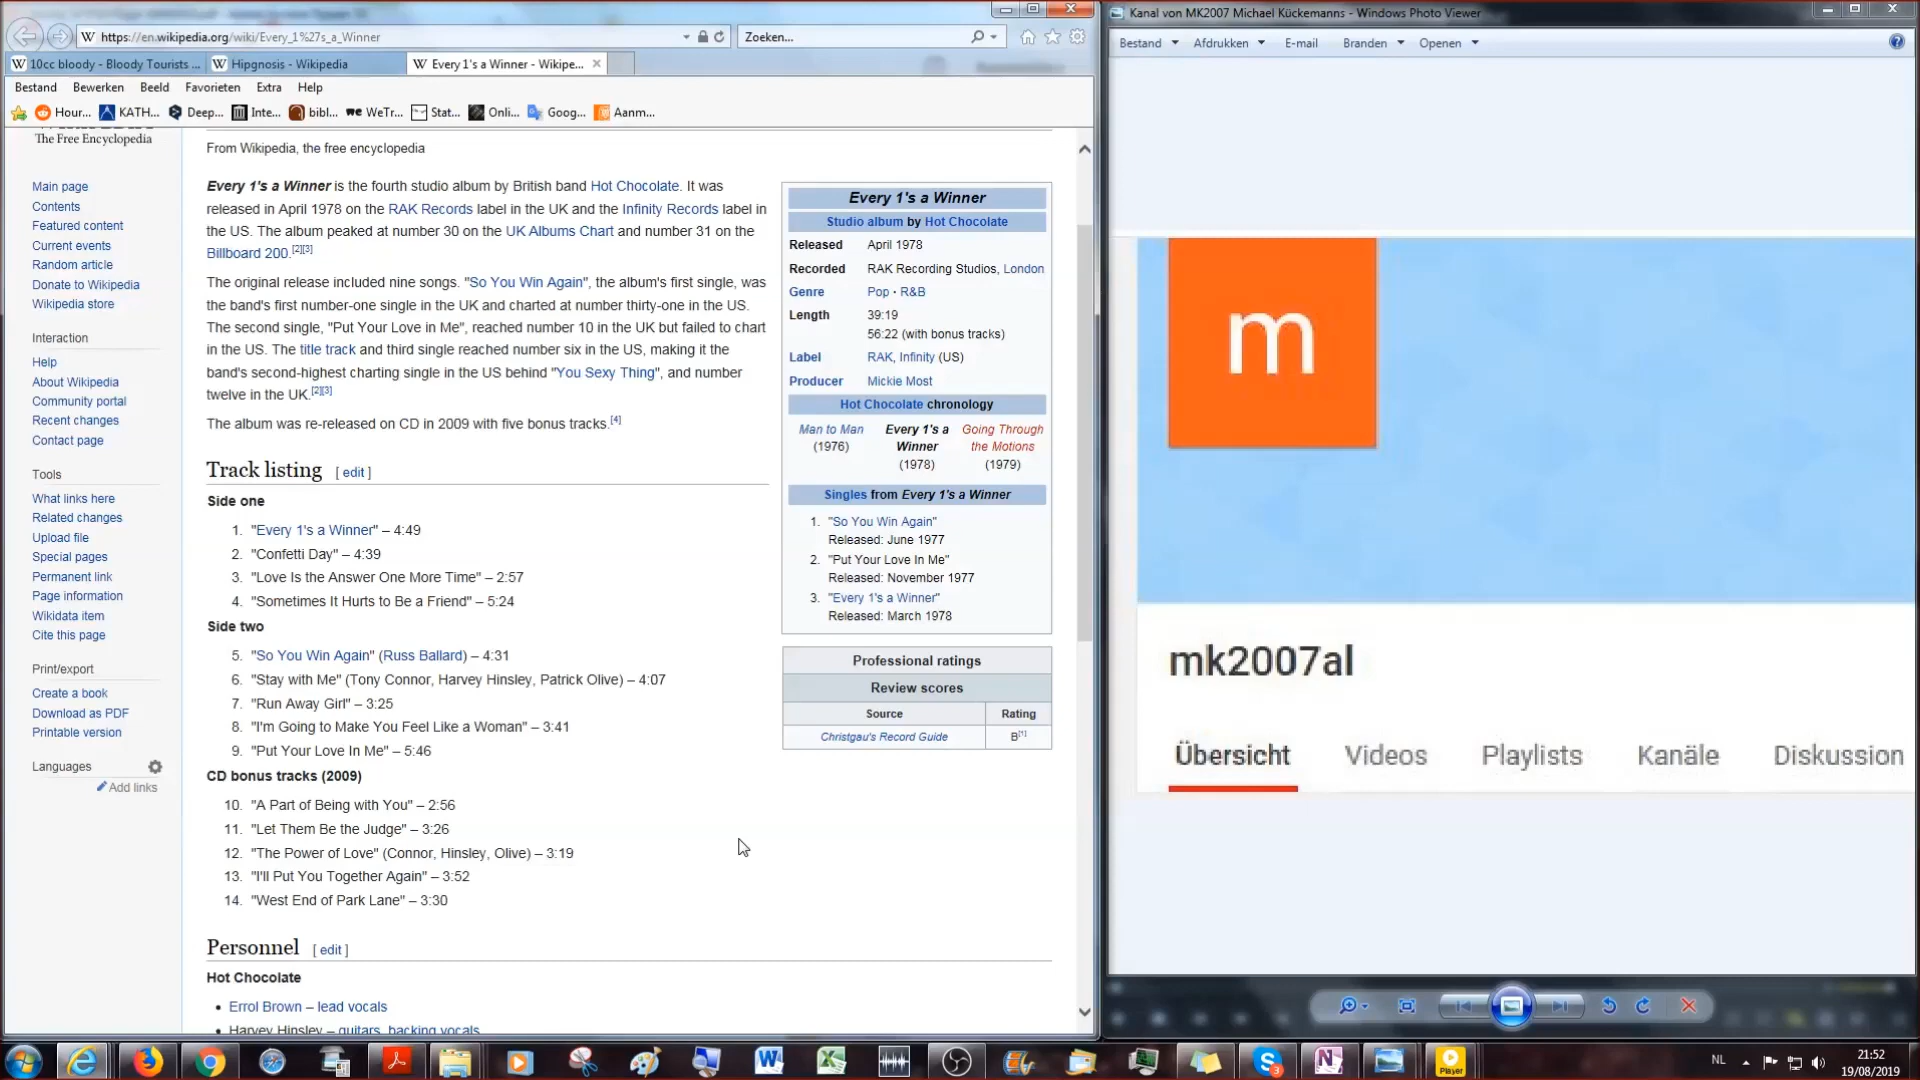 https://en.wikipedia.org/wiki/Every_1%27s_a_Winner
Zoeken...
10cc bloody - Bloody Tourists ...
Hipgnosis - Wikipedia
Every 1's a Winner - Wikipe...
Bestand Bewerken Beeld Favorieten Extra Help
Hour... KATH... Deep... Inte... bibl... WeTr... Stat... Onli... Goog... Aanm...
The Free Encyclopedia
Main page
Contents
Featured content
Current events
Random article
Donate to Wikipedia
Wikipedia store
Interaction
Help
About Wikipedia
Community portal
Recent changes
Contact page
Tools
What links here
Related changes
Upload file
Special pages
Permanent link
Page information
Wikidata item
Cite this page
Print/export
Create a book
Download as PDF
Printable version
Languages
Add links
From Wikipedia, the free encyclopedia
Every 1's a Winner is the fourth studio album by British band Hot Chocolate. It was
released in April 1978 on the RAK Records label in the UK and the Infinity Records label in
the US. The album peaked at number 30 on the UK Albums Chart and number 31 on the
Billboard 200.[2][3]
The original release included nine songs. "So You Win Again", the album's first single, was
the band's first number-one single in the UK and charted at number thirty-one in the US.
The second single, "Put Your Love in Me", reached number 10 in the UK but failed to chart
in the US. The title track and third single reached number six in the US, making it the
band's second-highest charting single in the US behind "You Sexy Thing", and number
twelve in the UK.[2][3]
The album was re-released on CD in 2009 with five bonus tracks.[4]
Track listing [ edit ]
Side one
1. "Every 1's a Winner" – 4:49
2. "Confetti Day" – 4:39
3. "Love Is the Answer One More Time" – 2:57
4. "Sometimes It Hurts to Be a Friend" – 5:24
Side two
5. "So You Win Again" (Russ Ballard) – 4:31
6. "Stay with Me" (Tony Connor, Harvey Hinsley, Patrick Olive) – 4:07
7. "Run Away Girl" – 3:25
8. "I'm Going to Make You Feel Like a Woman" – 3:41
9. "Put Your Love In Me" – 5:46
CD bonus tracks (2009)
10. "A Part of Being with You" – 2:56
11. "Let Them Be the Judge" – 3:26
12. "The Power of Love" (Connor, Hinsley, Olive) – 3:19
13. "I'll Put You Together Again" – 3:52
14. "West End of Park Lane" – 3:30
Personnel [ edit ]
Hot Chocolate
• Errol Brown – lead vocals
• Harvey Hinsley – guitars, backing vocals
Every 1's a Winner
Studio album by Hot Chocolate
Released April 1978
Recorded RAK Recording Studios, London
Genre Pop · R&B
Length 39:19
56:22 (with bonus tracks)
Label RAK, Infinity (US)
Producer Mickie Most
Hot Chocolate chronology
Man to Man Every 1's a Going Through
(1976) Winner the Motions
(1978) (1979)
Singles from Every 1's a Winner
1. "So You Win Again"
Released: June 1977
2. "Put Your Love In Me"
Released: November 1977
3. "Every 1's a Winner"
Released: March 1978
Professional ratings
Review scores
Source Rating
Christgau's Record Guide B[1]
Kanal von MK2007 Michael Kückemanns - Windows Photo Viewer
Bestand Afdrukken E-mail Branden Openen
m
mk2007al
Übersicht Videos Playlists Kanäle Diskussion
NL
21:52
19/08/2019
Player
3